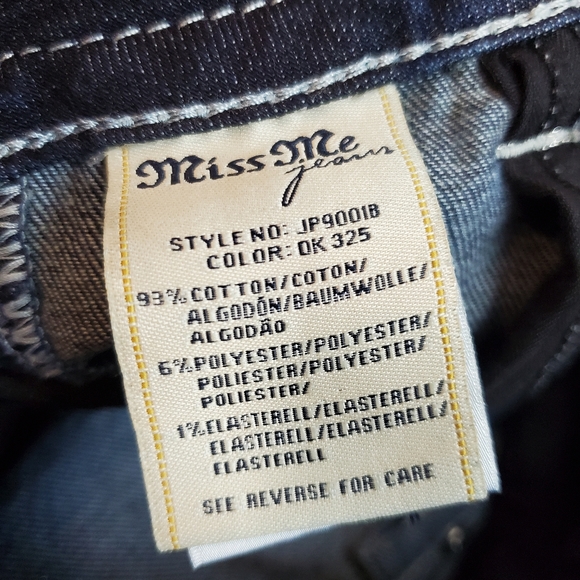 Miss Me
jeans
STYLE NO: JP9001B
COLOR: DK 325
93% COTTON/COTON/
ALGODÓN/BAUMWOLLE/
ALGODÃO
6% POLYESTER/POLYESTER/
POLIESTER/POLYESTER/
POLIESTER/
1% ELASTERELL/ELASTERELL/
ELASTERELL/ELASTERELL/
ELASTERELL
SEE REVERSE FOR CARE